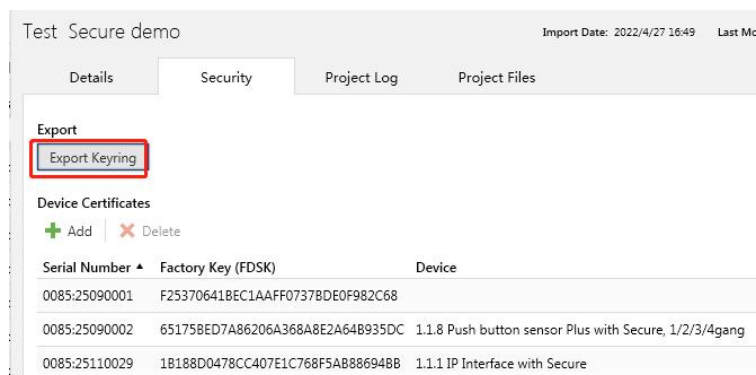 Test Secure demo Import Date: 2022/4/27 16:49 Last Mo
Details Security Project Log Project Files
Export
Export Keyring
Device Certificates
Add Delete
Serial Number Factory Key (FDSK) Device
0085:25090001 F25370641BEC1AAFF0737BDE0F982C68
0085:25090002 65175BED7A86206A368A8E2A64B935DC 1.1.8 Push button sensor Plus with Secure, 1/2/3/4gang
0085:25110029 1B188D0478CC407E1C768F5AB88694BB 1.1.1 IP Interface with Secure